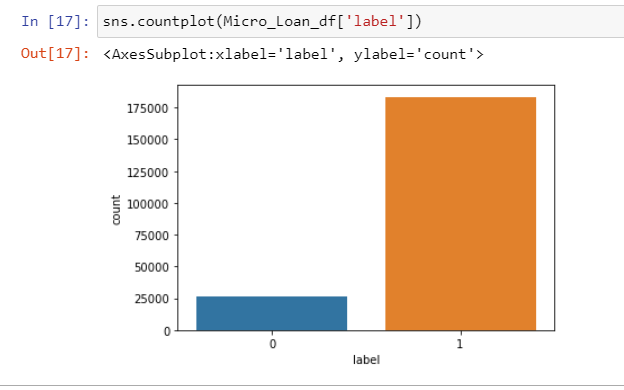 In [17]: sns.countplot(Micro_Loan_df['label'])
Out[17]: <AxesSubplot:xlabel='label', ylabel='count'>
175000
150000
125000
100000
75000
50000
25000
0
count
0 1
label